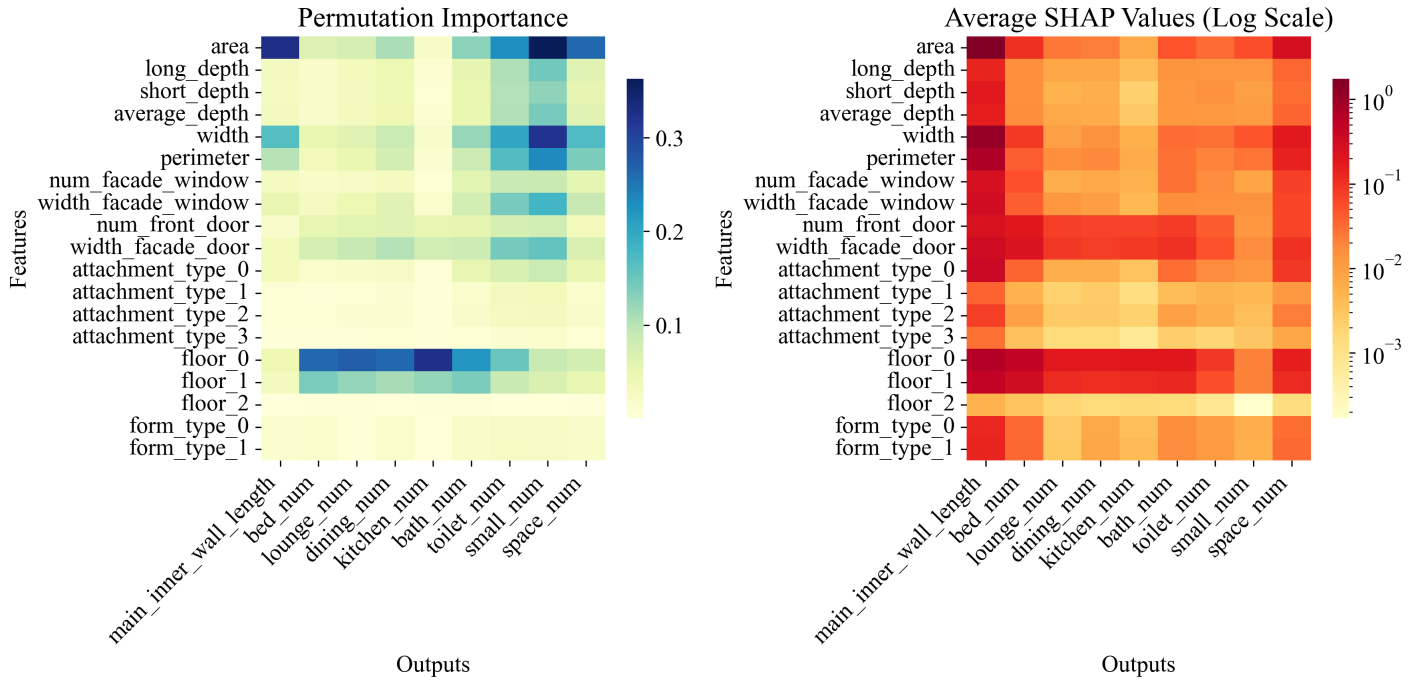 Permutation Importance
Features
area
long_depth
short_depth
average_depth
width
perimeter
num_facade_window
width_facade_window
num_front_door
width_facade_door
attachment_type_0
attachment_type_1
attachment_type_2
attachment_type_3
floor_0
floor_1
floor_2
form_type_0
form_type_1
main_inner_wall_length
bed_num
lounge_num
dining_num
kitchen_num
bath_num
toilet_num
small_num
space_num
Outputs
0.3
0.2
0.1
Average SHAP Values (Log Scale)
Features
area
long_depth
short_depth
average_depth
width
perimeter
num_facade_window
width_facade_window
num_front_door
width_facade_door
attachment_type_0
attachment_type_1
attachment_type_2
attachment_type_3
floor_0
floor_1
floor_2
form_type_0
form_type_1
main_inner_wall_length
bed_num
lounge_num
dining_num
kitchen_num
bath_num
toilet_num
small_num
space_num
Outputs
10⁰
10⁻¹
10⁻²
10⁻³